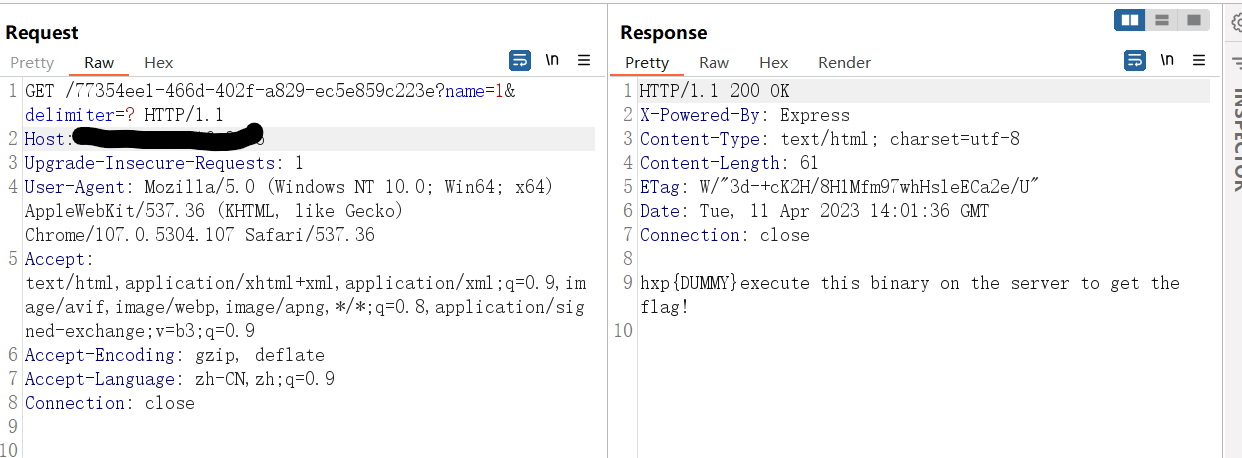 Request
Pretty Raw Hex \n
1 GET /77354ee1-466d-402f-a829-ec5e859c223e?name=1&
delimiter=? HTTP/1.1
2 Host:
3 Upgrade-Insecure-Requests: 1
4 User-Agent: Mozilla/5.0 (Windows NT 10.0; Win64; x64)
AppleWebKit/537.36 (KHTML, like Gecko)
Chrome/107.0.5304.107 Safari/537.36
5 Accept:
text/html,application/xhtml+xml,application/xml;q=0.9,im
age/avif,image/webp,image/apng,*/*;q=0.8,application/sig
ned-exchange;v=b3;q=0.9
6 Accept-Encoding: gzip, deflate
7 Accept-Language: zh-CN,zh;q=0.9
8 Connection: close
9
10
Response
Pretty Raw Hex Render \n
1 HTTP/1.1 200 OK
2 X-Powered-By: Express
3 Content-Type: text/html; charset=utf-8
4 Content-Length: 61
5 ETag: W/"3d-+cK2H/8H1Mfm97whHsleECa2e/U"
6 Date: Tue, 11 Apr 2023 14:01:36 GMT
7 Connection: close
8
9 hxp{DUMMY}execute this binary on the server to get the
flag!
10
INSPECTOR